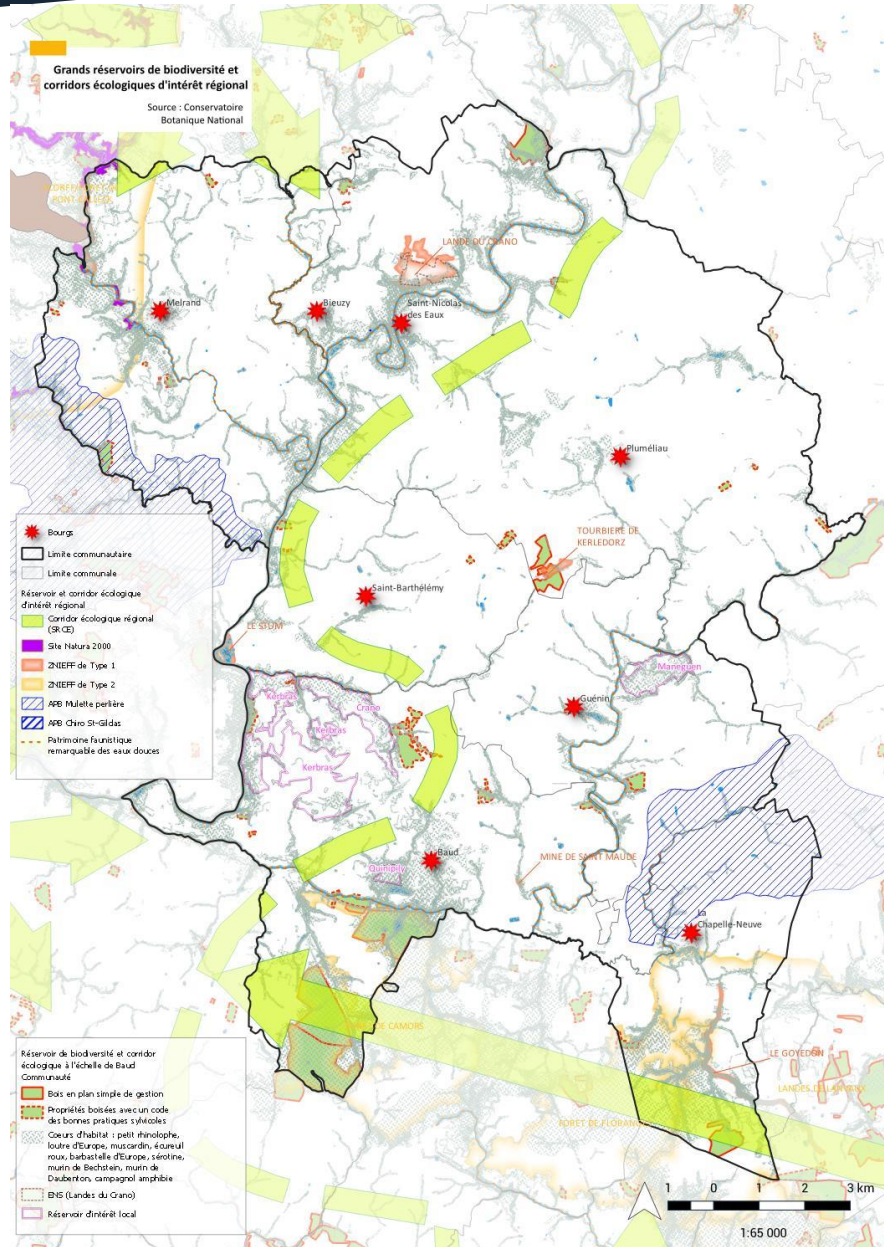 Grands réservoirs de biodiversité et
corridors écologiques d'intérêt régional
Source : Conservatoire
Botanique National
LANDE DU CRANO
Melrand
Bieuzy
Saint-Nicolas
des Eaux
Pluméliau
TOURBIERE DE
KERLEDORZ
Saint-Barthélémy
LE STUM
Maneguen
Guénin
Kerbras
Crano
Kerbras
Kerbras
Baud
Quinipily
MINE DE SAINT MAUDE
La
Chapelle-Neuve
DE CAMORS
LE GOYEDON
LANDES DE
FORET DE
Bourgs
Limite communautaire
Limite communale
Réservoir et corridor écologique
d'intérêt régional
Corridor écologique régional
(SRCE)
Site Natura 2000
ZNIEFF de Type 1
ZNIEFF de Type 2
APB Mulette perlière
APB Chiro St-Gildas
Patrimoine faunistique
remarquable des eaux douces
Réservoir de biodiversité et corridor
écologique à l'échelle de Baud
Communauté
Bois en plan simple de gestion
Propriétés boisées avec un code
des bonnes pratiques sylvicoles
Coeurs d'habitat : petit rhinolophe,
loutre d'Europe, muscardin, écureuil
roux, barbastelle d'Europe, sérotine,
murin de Bechstein, murin de
Daubenton, campagnol amphibie
ENS (Landes du Crano)
Réservoir d'intérêt local
1 0 1 2 3 km
1:65 000